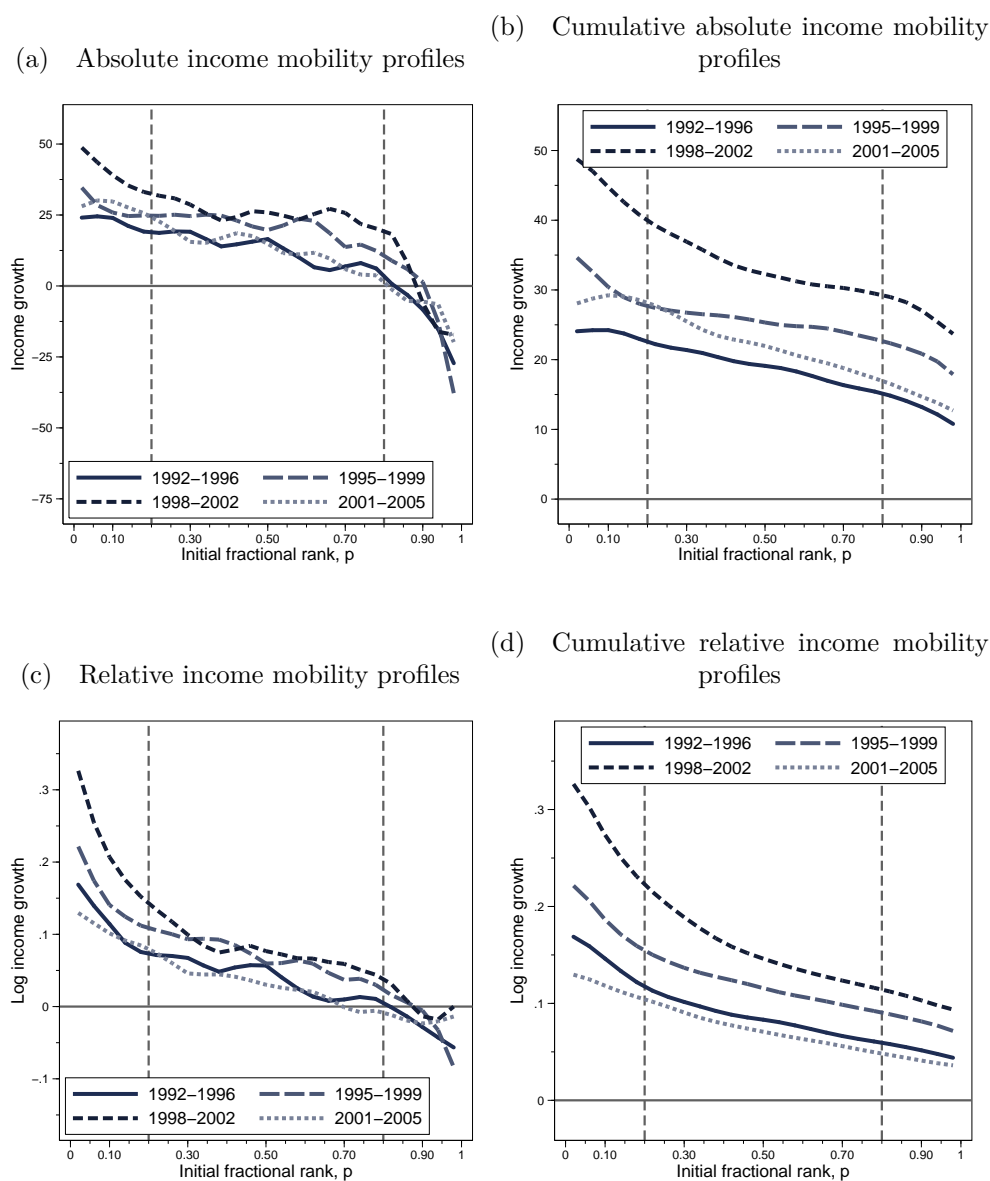 (a) Absolute income mobility profiles
50
25
0
−25
−50
−75
Income growth
0 0.10 0.30 0.50 0.70 0.90 1
Initial fractional rank, p
1992−1996 1995−1999
1998−2002 2001−2005
(b) Cumulative absolute income mobility
profiles
1992−1996 1995−1999
1998−2002 2001−2005
50
40
30
20
10
0
Income growth
0 0.10 0.30 0.50 0.70 0.90 1
Initial fractional rank, p
(c) Relative income mobility profiles
.3
.2
.1
0
−.1
Log income growth
1992−1996 1995−1999
1998−2002 2001−2005
0 0.10 0.30 0.50 0.70 0.90 1
Initial fractional rank, p
(d) Cumulative relative income mobility
profiles
1992−1996 1995−1999
1998−2002 2001−2005
.3
.2
.1
0
Log income growth
0 0.10 0.30 0.50 0.70 0.90 1
Initial fractional rank, p